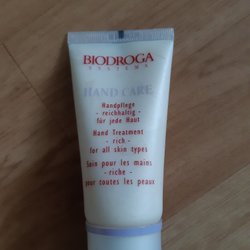 BIODROGA
SYSTEMS
HAND CARE
Handpflege
- reichhaltig -
für jede Haut
Hand Treatment
- rich -
for all skin types
Soin pour les mains
- riche -
pour toutes les peaux